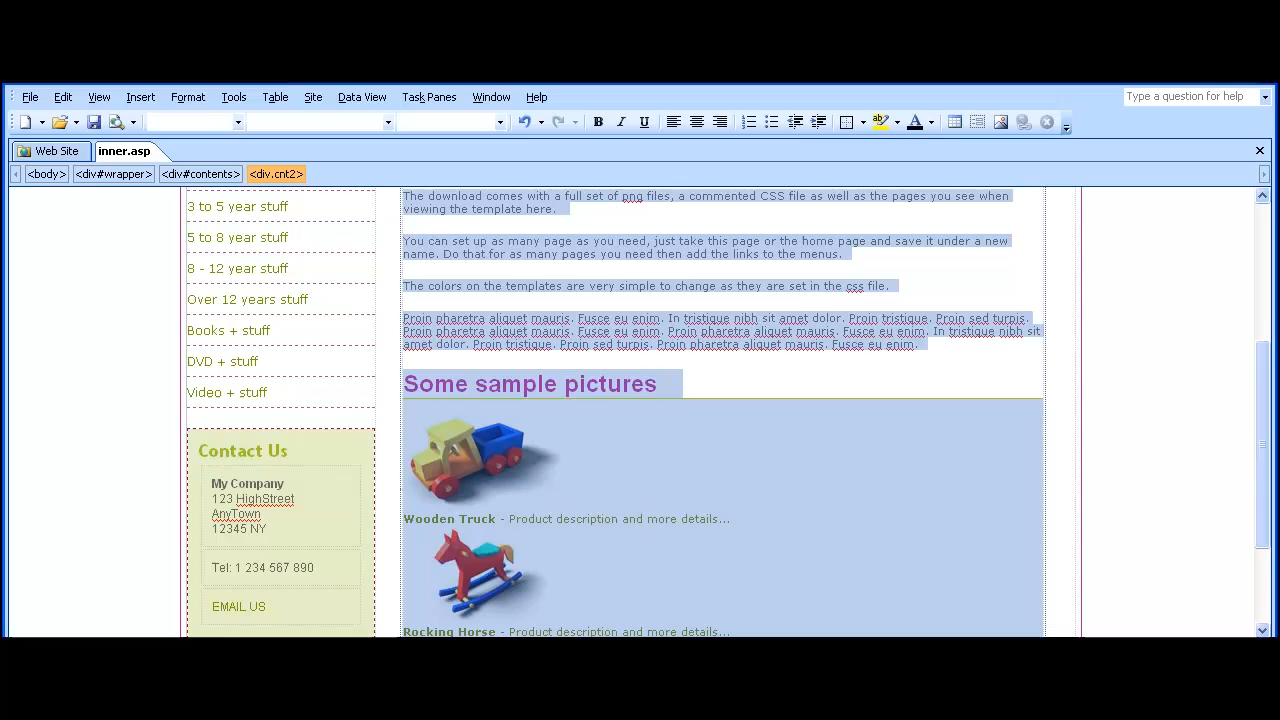 File Edit View Insert Format Tools Table Site Data View Task Panes Window Help Type a question for help
B I U ab A
Web Site inner.asp
<body> <div#wrapper> <div#contents> <div.cnt2>
3 to 5 year stuff
5 to 8 year stuff
8 - 12 year stuff
Over 12 years stuff
Books + stuff
DVD + stuff
Video + stuff
Contact Us
My Company
123 HighStreet
AnyTown
12345 NY
Tel: 1 234 567 890
EMAIL US
The download comes with a full set of png files, a commented CSS file as well as the pages you see when
viewing the template here.
You can set up as many page as you need, just take this page or the home page and save it under a new
name. Do that for as many pages you need then add the links to the menus.
The colors on the templates are very simple to change as they are set in the css file.
Proin pharetra aliquet mauris. Fusce eu enim. In tristique nibh sit amet dolor. Proin tristique. Proin sed turpis.
Proin pharetra aliquet mauris. Fusce eu enim. Proin pharetra aliquet mauris. Fusce eu enim. In tristique nibh sit
amet dolor. Proin tristique. Proin sed turpis. Proin pharetra aliquet mauris. Fusce eu enim.
Some sample pictures
Wooden Truck - Product description and more details...
Rocking Horse - Product description and more details...